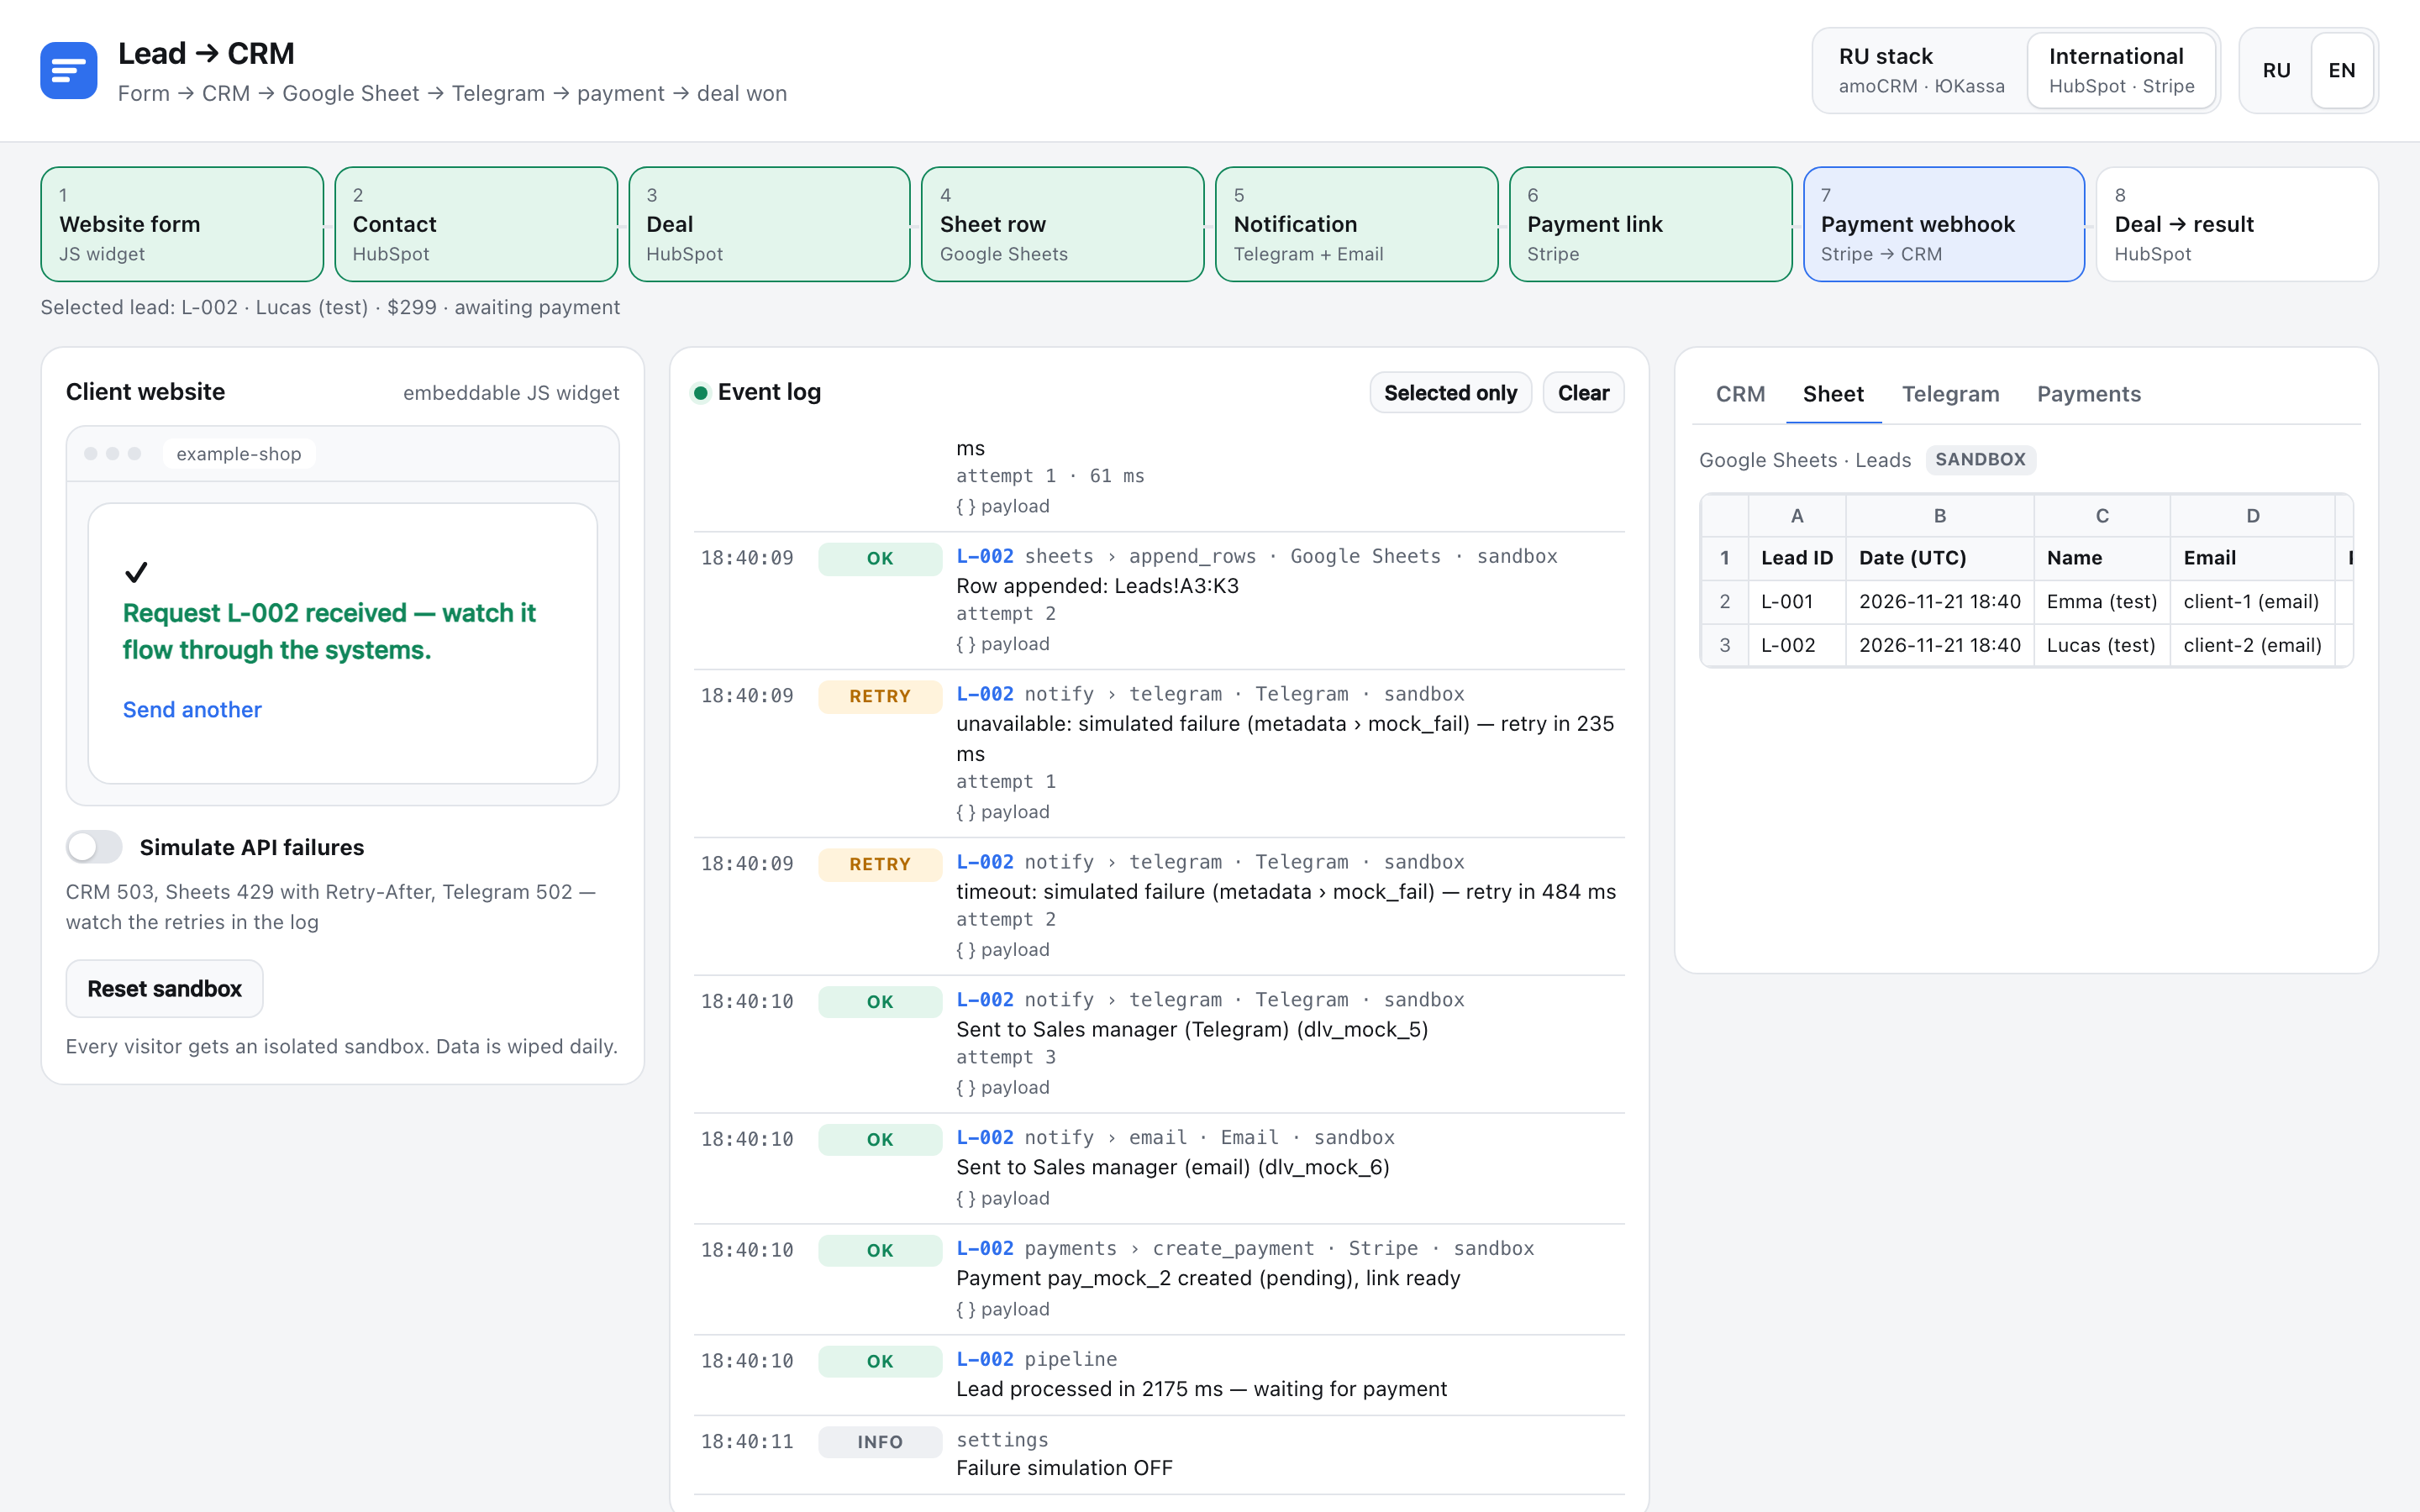 Lead → CRM
Form → CRM → Google Sheet → Telegram → payment → deal won
RU stack
amoCRM · ЮKassa
International
HubSpot · Stripe
RU
EN
1
Website form
JS widget
2
Contact
HubSpot
3
Deal
HubSpot
4
Sheet row
Google Sheets
5
Notification
Telegram + Email
6
Payment link
Stripe
7
Payment webhook
Stripe → CRM
8
Deal → result
HubSpot
Selected lead: L-002 · Lucas (test) · $299 · awaiting payment
Client website
embeddable JS widget
example-shop
✓
Request L-002 received — watch it
flow through the systems.
Send another
Simulate API failures
CRM 503, Sheets 429 with Retry-After, Telegram 502 —
watch the retries in the log
Reset sandbox
Every visitor gets an isolated sandbox. Data is wiped daily.
Event log
Selected only
Clear
ms
attempt 1 · 61 ms
{ } payload
18:40:09 OK L-002 sheets › append_rows · Google Sheets · sandbox
Row appended: Leads!A3:K3
attempt 2
{ } payload
18:40:09 RETRY L-002 notify › telegram · Telegram · sandbox
unavailable: simulated failure (metadata › mock_fail) — retry in 235
ms
attempt 1
{ } payload
18:40:09 RETRY L-002 notify › telegram · Telegram · sandbox
timeout: simulated failure (metadata › mock_fail) — retry in 484 ms
attempt 2
{ } payload
18:40:10 OK L-002 notify › telegram · Telegram · sandbox
Sent to Sales manager (Telegram) (dlv_mock_5)
attempt 3
{ } payload
18:40:10 OK L-002 notify › email · Email · sandbox
Sent to Sales manager (email) (dlv_mock_6)
{ } payload
18:40:10 OK L-002 payments › create_payment · Stripe · sandbox
Payment pay_mock_2 created (pending), link ready
{ } payload
18:40:10 OK L-002 pipeline
Lead processed in 2175 ms — waiting for payment
18:40:11 INFO settings
Failure simulation OFF
CRM
Sheet
Telegram
Payments
Google Sheets · Leads SANDBOX
A B C D
1 Lead ID Date (UTC) Name Email
2 L-001 2026-11-21 18:40 Emma (test) client-1 (email)
3 L-002 2026-11-21 18:40 Lucas (test) client-2 (email)